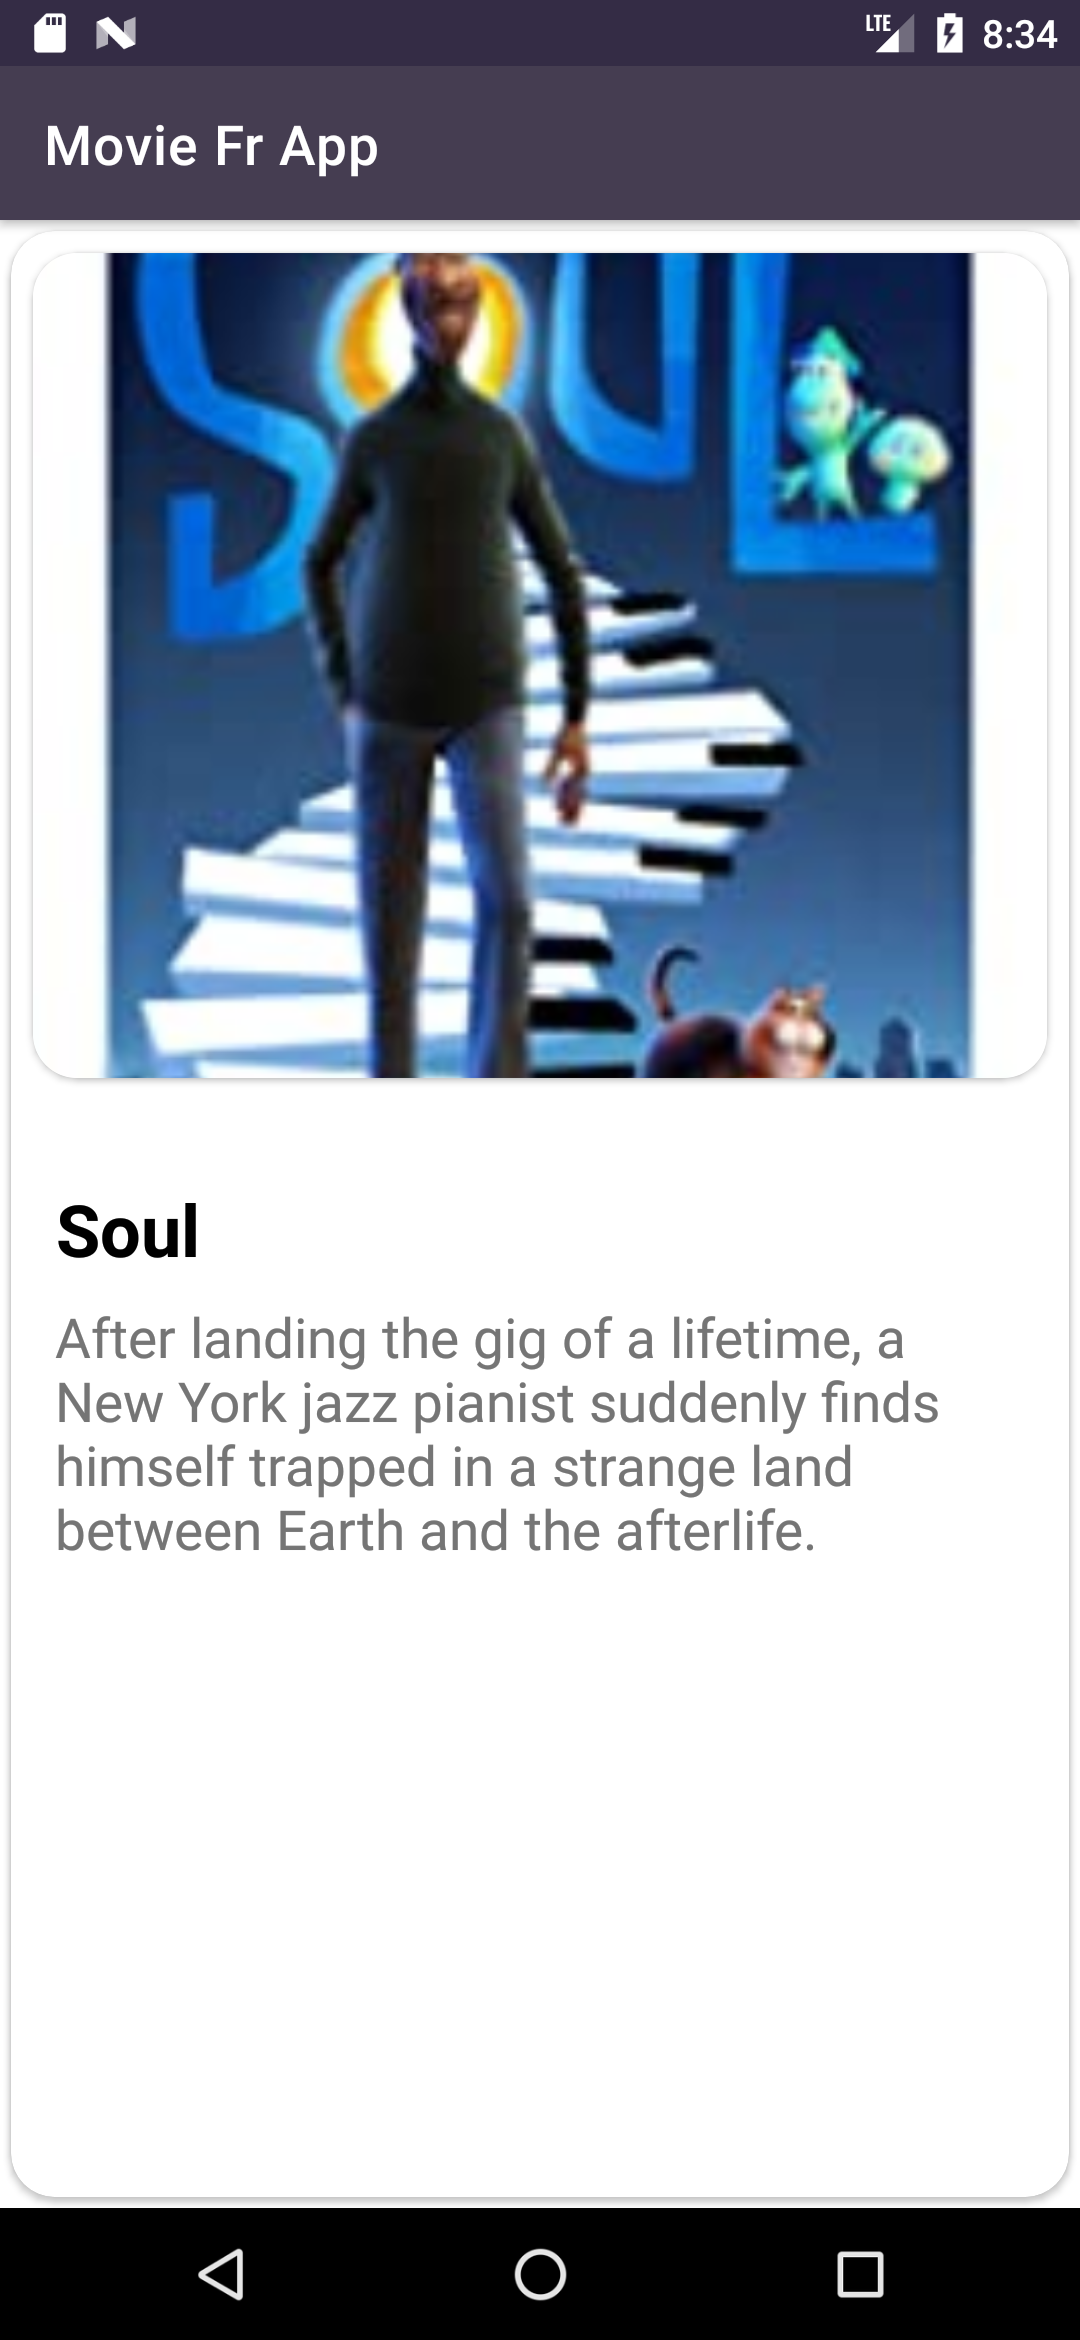 LTE 8:34
Movie Fr App
SOUL
Soul
After landing the gig of a lifetime, a
New York jazz pianist suddenly finds
himself trapped in a strange land
between Earth and the afterlife.